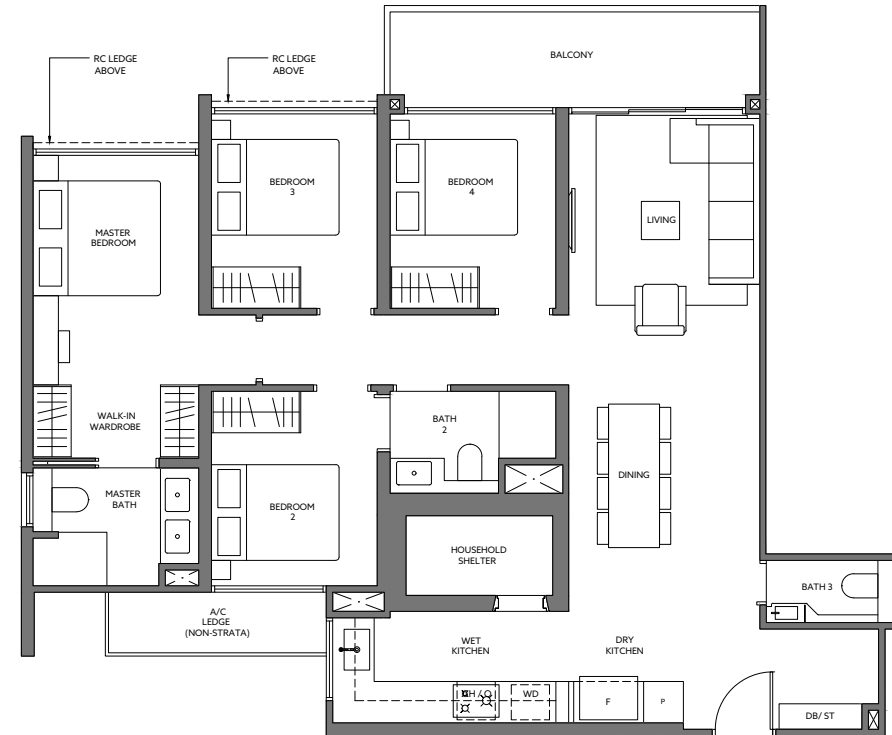 BALCONY
RC LEDGE
ABOVE
RC LEDGE
ABOVE
BEDROOM
3
BEDROOM
4
MASTER
BEDROOM
LIVING
WALK-IN
WARDROBE
BATH
2
DINING
MASTER
BATH
BEDROOM
2
HOUSEHOLD
SHELTER
BATH 3
A/C
LEDGE
(NON-STRATA)
WET
KITCHEN
DRY
KITCHEN
WD
F
P
DB/ ST